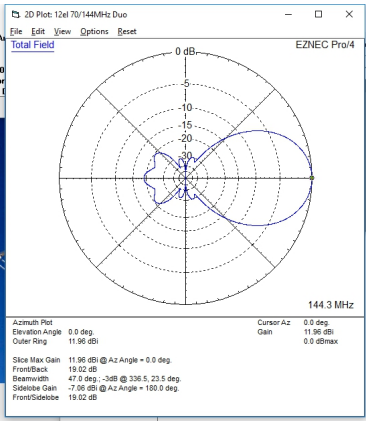 2D Plot: 12el 70/144MHz Duo
File Edit View Options Reset
Total Field
EZNEC Pro/4
0 dB
-5
-10
-15
-20
-30
144.3 MHz
Azimuth Plot
Elevation Angle 0.0 deg.
Outer Ring 11.96 dBi
Cursor Az 0.0 deg.
Gain 11.96 dBi
0.0 dBmax
Slice Max Gain 11.96 dBi @ Az Angle = 0.0 deg.
Front/Back 19.02 dB
Beamwidth 47.0 deg.; -3dB @ 336.5, 23.5 deg.
Sidelobe Gain -7.06 dBi @ Az Angle = 180.0 deg.
Front/Sidelobe 19.02 dB